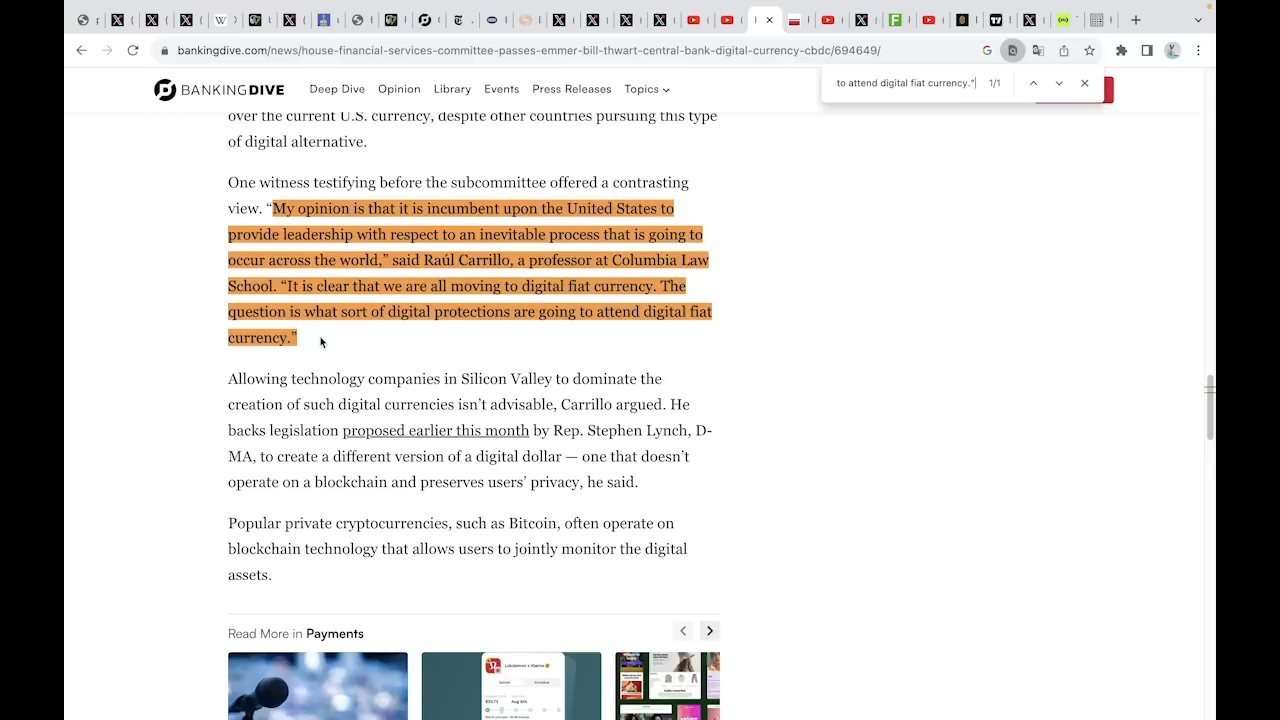 bankingdive.com/news/house-financial-services-committee-passes-emmer-bill-thwart-central-bank-digital-currency-cbdc/694649/
to attend digital fiat currency.“ 1/1
BANKINGDIVE Deep Dive Opinion Library Events Press Releases Topics
over the current U.S. currency, despite other countries pursuing this type
of digital alternative.
One witness testifying before the subcommittee offered a contrasting
view. “My opinion is that it is incumbent upon the United States to
provide leadership with respect to an inevitable process that is going to
occur across the world,” said Raúl Carrillo, a professor at Columbia Law
School. “It is clear that we are all moving to digital fiat currency. The
question is what sort of digital protections are going to attend digital fiat
currency.”
Allowing technology companies in Silicon Valley to dominate the
creation of such digital currencies isn’t advisable, Carrillo argued. He
backs legislation proposed earlier this month by Rep. Stephen Lynch, D-
MA, to create a different version of a digital dollar — one that doesn’t
operate on a blockchain and preserves users’ privacy, he said.
Popular private cryptocurrencies, such as Bitcoin, often operate on
blockchain technology that allows users to jointly monitor the digital
assets.
Read More in Payments
Lululemon x Klarna